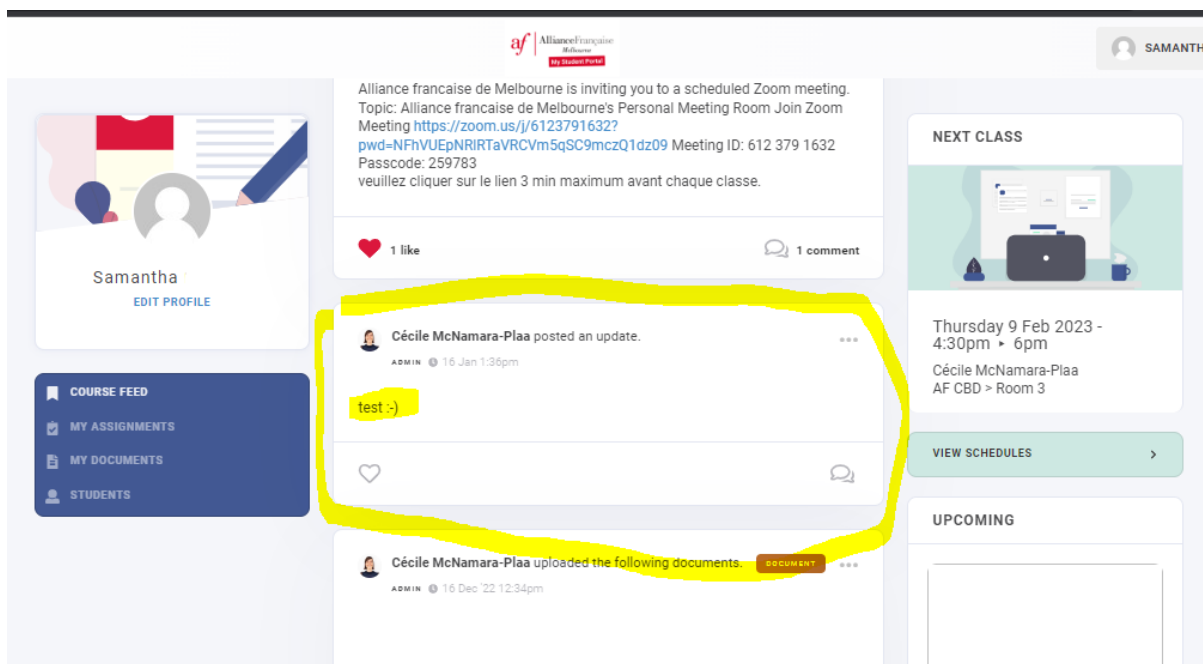 af AllianceFrançaise
Melbourne
My Student Portal
SAMANTH
Alliance francaise de Melbourne is inviting you to a scheduled Zoom meeting.
Topic: Alliance francaise de Melbourne's Personal Meeting Room Join Zoom
Meeting https://zoom.us/j/6123791632?
pwd=NFhVUEpNRlRTaVRCVm5qSC9mczQ1dz09 Meeting ID: 612 379 1632
Passcode: 259783
veuillez cliquer sur le lien 3 min maximum avant chaque classe.
1 like
1 comment
Samantha
EDIT PROFILE
COURSE FEED
MY ASSIGNMENTS
MY DOCUMENTS
STUDENTS
Cécile McNamara-Plaa posted an update.
ADMIN 16 Jan 1:36pm
test :-)
Cécile McNamara-Plaa uploaded the following documents. DOCUMENT
ADMIN 16 Dec '22 12:34pm
NEXT CLASS
Thursday 9 Feb 2023 -
4:30pm ▸ 6pm
Cécile McNamara-Plaa
AF CBD > Room 3
VIEW SCHEDULES
UPCOMING